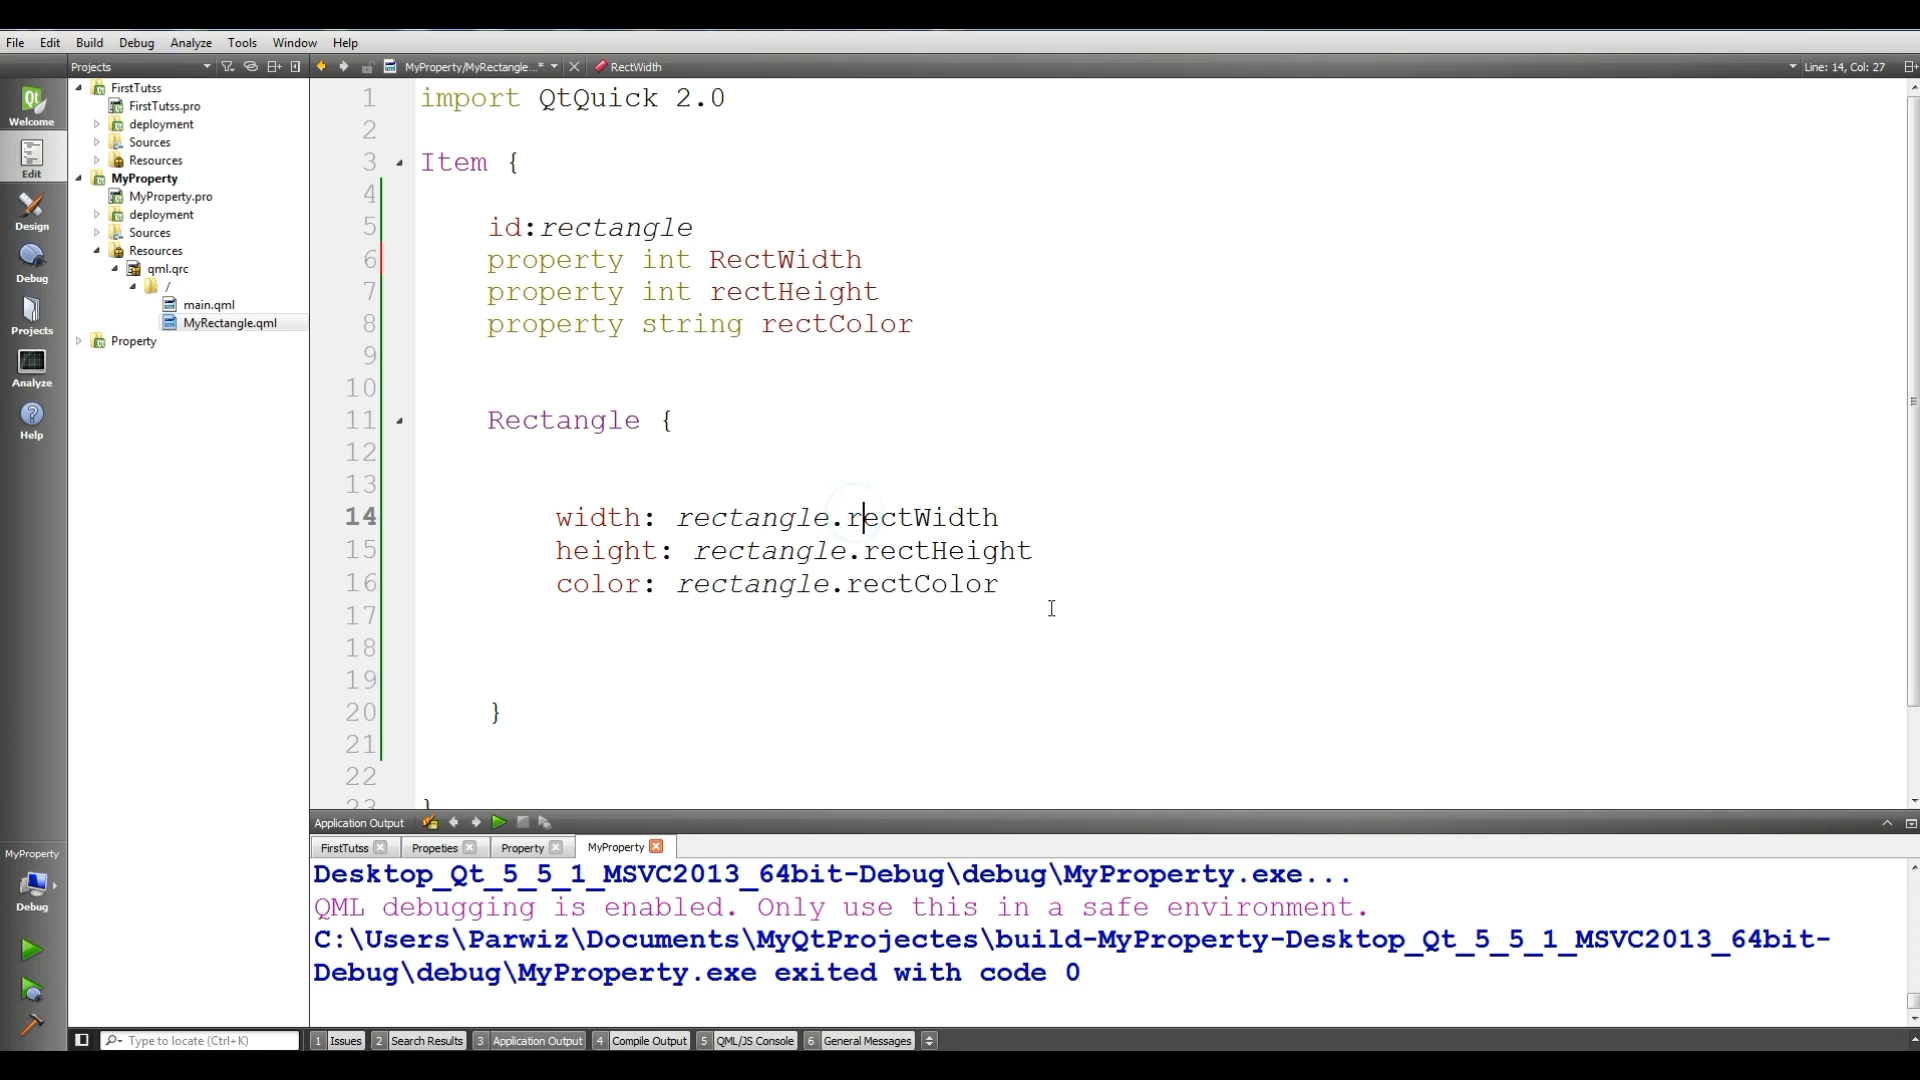 File Edit Build Debug Analyze Tools Window Help
Projects MyProperty/MyRectangle...* RectWidth Line: 14, Col: 27
Welcome
Edit
Design
Debug
Projects
Analyze
Help
FirstTutss
FirstTutss.pro
deployment
Sources
Resources
MyProperty
MyProperty.pro
deployment
Sources
Resources
qml.qrc
/
main.qml
MyRectangle.qml
Property
1 import QtQuick 2.0
2
3 Item {
4
5 id:rectangle
6 property int RectWidth
7 property int rectHeight
8 property string rectColor
9
10
11 Rectangle {
12
13
14 width: rectangle.rectWidth
15 height: rectangle.rectHeight
16 color: rectangle.rectColor
17
18
19
20 }
21
22
23 }
Application Output
FirstTutss Propeties Property MyProperty
Desktop_Qt_5_5_1_MSVC2013_64bit-Debug\debug\MyProperty.exe...
QML debugging is enabled. Only use this in a safe environment.
C:\Users\Parwiz\Documents\MyQtProjectes\build-MyProperty-Desktop_Qt_5_5_1_MSVC2013_64bit-
Debug\debug\MyProperty.exe exited with code 0
MyProperty
Debug
Type to locate (Ctrl+K) 1 Issues 2 Search Results 3 Application Output 4 Compile Output 5 QML/JS Console 6 General Messages